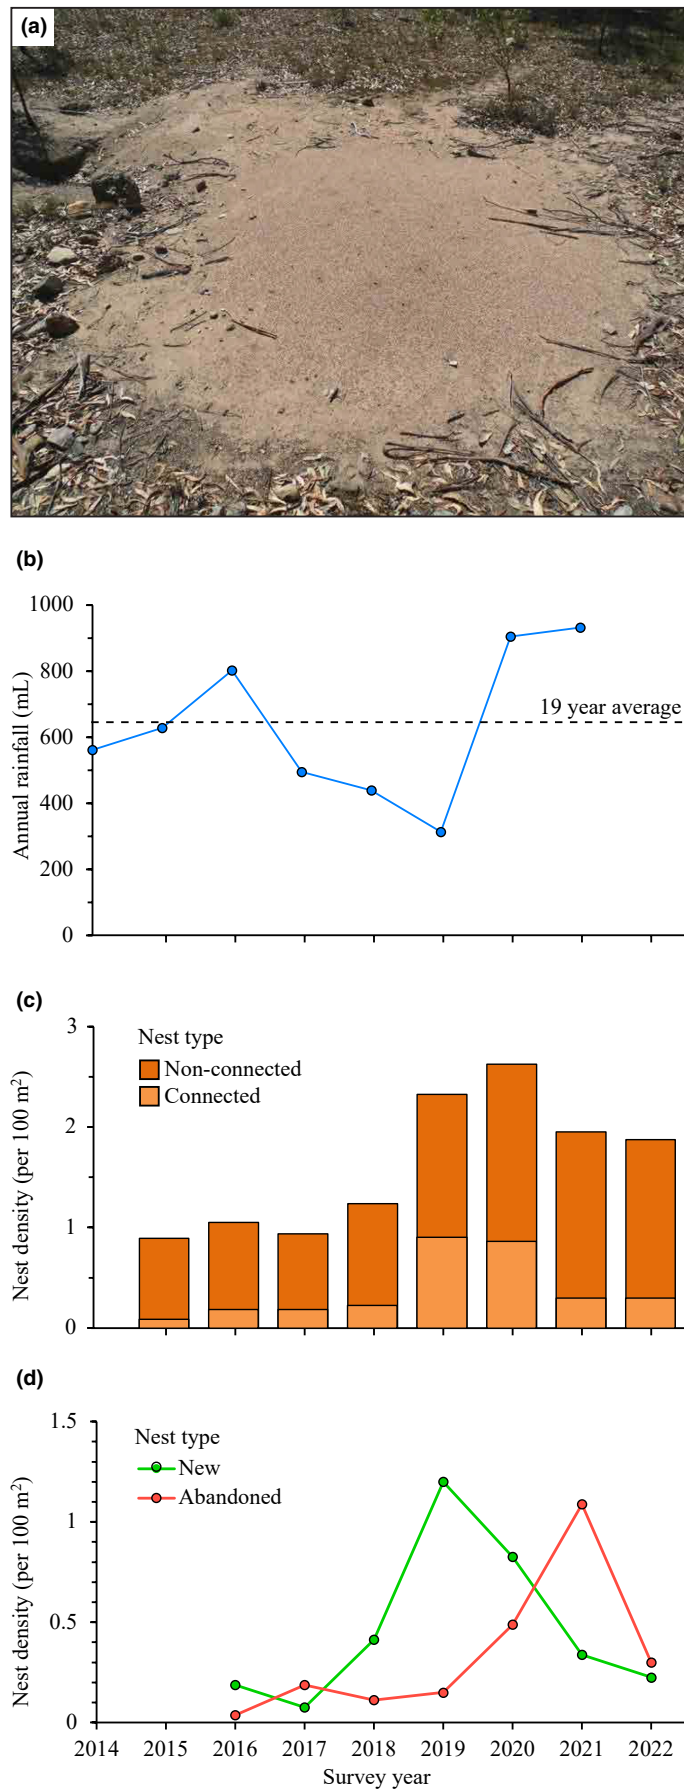 (a)
(b)
1000
800
600
400
200
0
Annual rainfall (mL)
19 year average
(c)
3
2
1
0
Nest density (per 100 m²)
Nest type
Non-connected
Connected
(d)
1.5
1
0.5
0
Nest density (per 100 m²)
Nest type
New
Abandoned
2014 2015 2016 2017 2018 2019 2020 2021 2022
Survey year